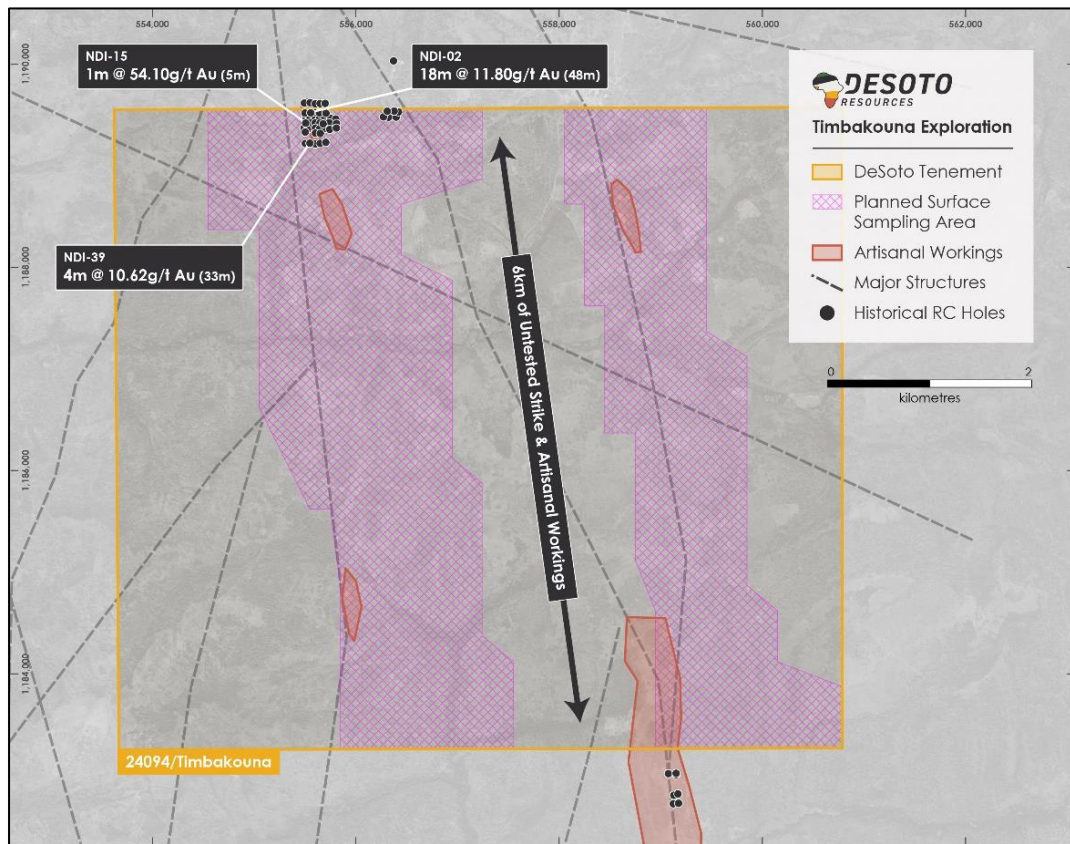 554,000
556,000
558,000
560,000
562,000
1,190,000
1,188,000
1,186,000
1,184,000
NDI-15
1m @ 54.10g/t Au (5m)
NDI-02
18m @ 11.80g/t Au (48m)
NDI-39
4m @ 10.62g/t Au (33m)
6km of Untested Strike & Artisanal Workings
24094/Timbakouna
DESOTO
RESOURCES
Timbakouna Exploration
DeSoto Tenement
Planned Surface
Sampling Area
Artisanal Workings
Major Structures
Historical RC Holes
0 2
kilometres